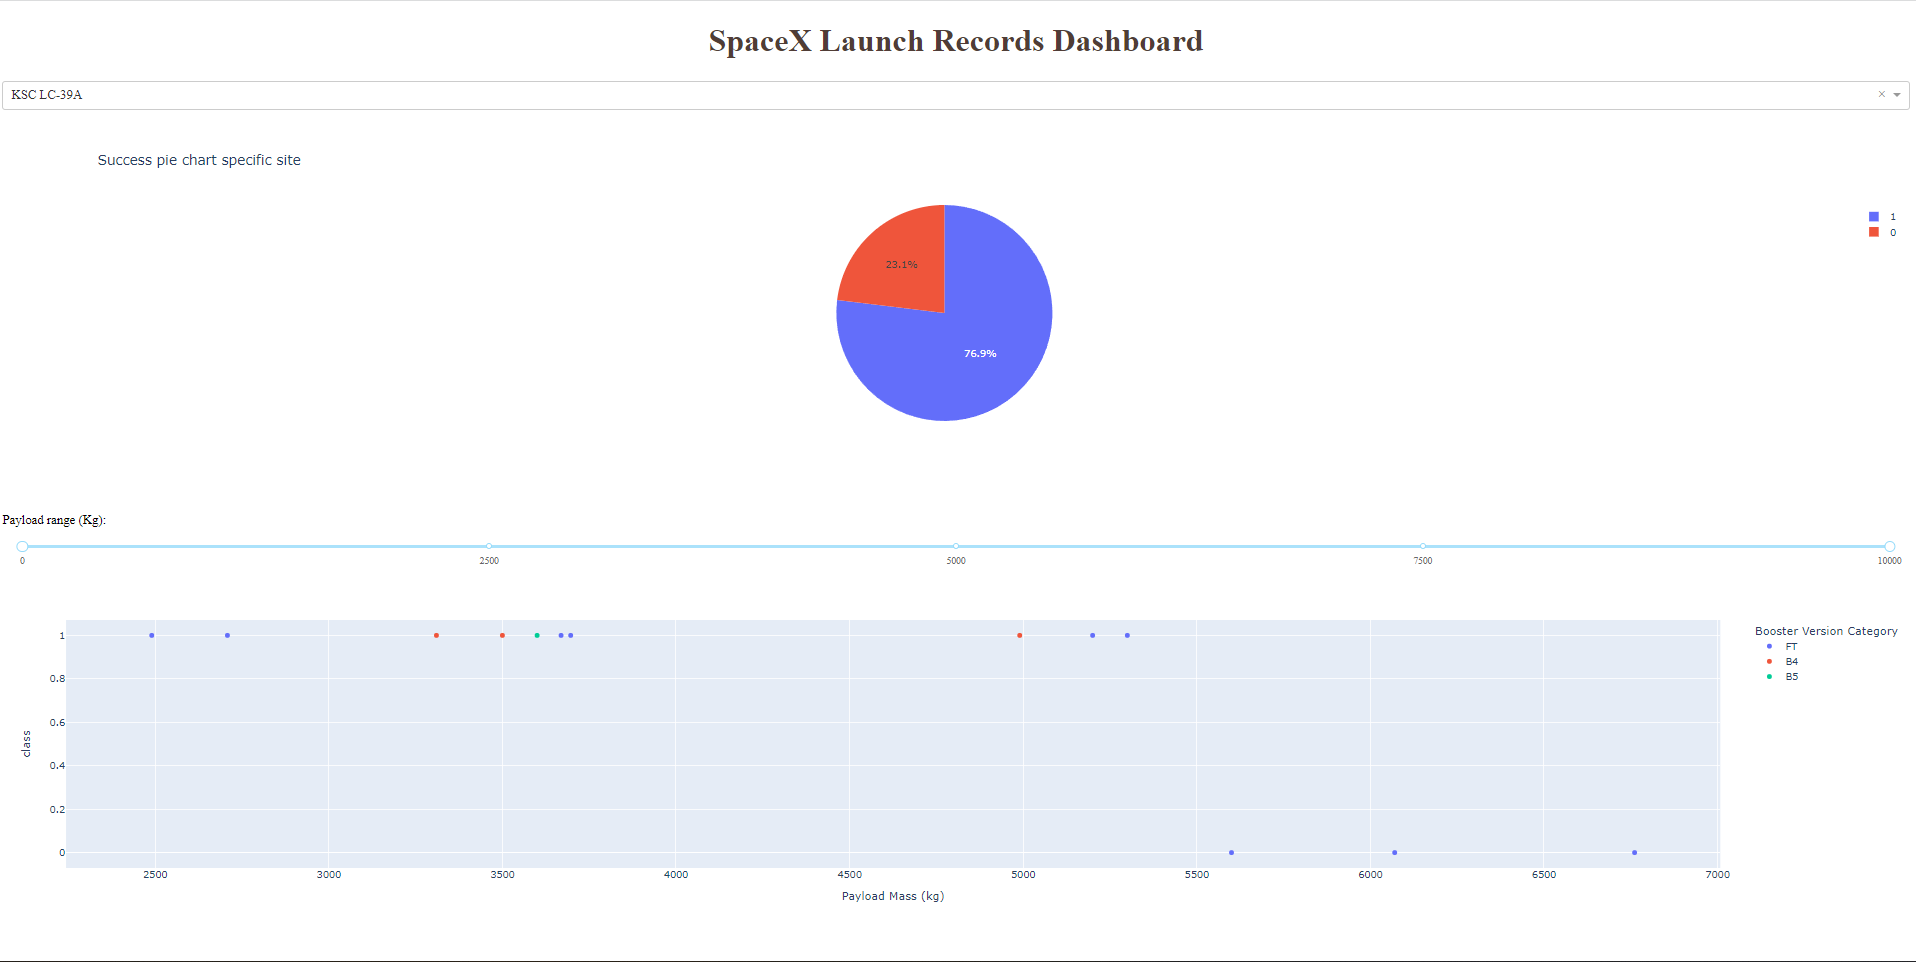 SpaceX Launch Records Dashboard
KSC LC-39A
Success pie chart specific site
1
0
23.1%
76.9%
Payload range (Kg):
0 2500 5000 7500 10000
Booster Version Category
FT
B4
B5
1
0.8
0.6
0.4
0.2
0
class
2500 3000 3500 4000 4500 5000 5500 6000 6500 7000
Payload Mass (kg)